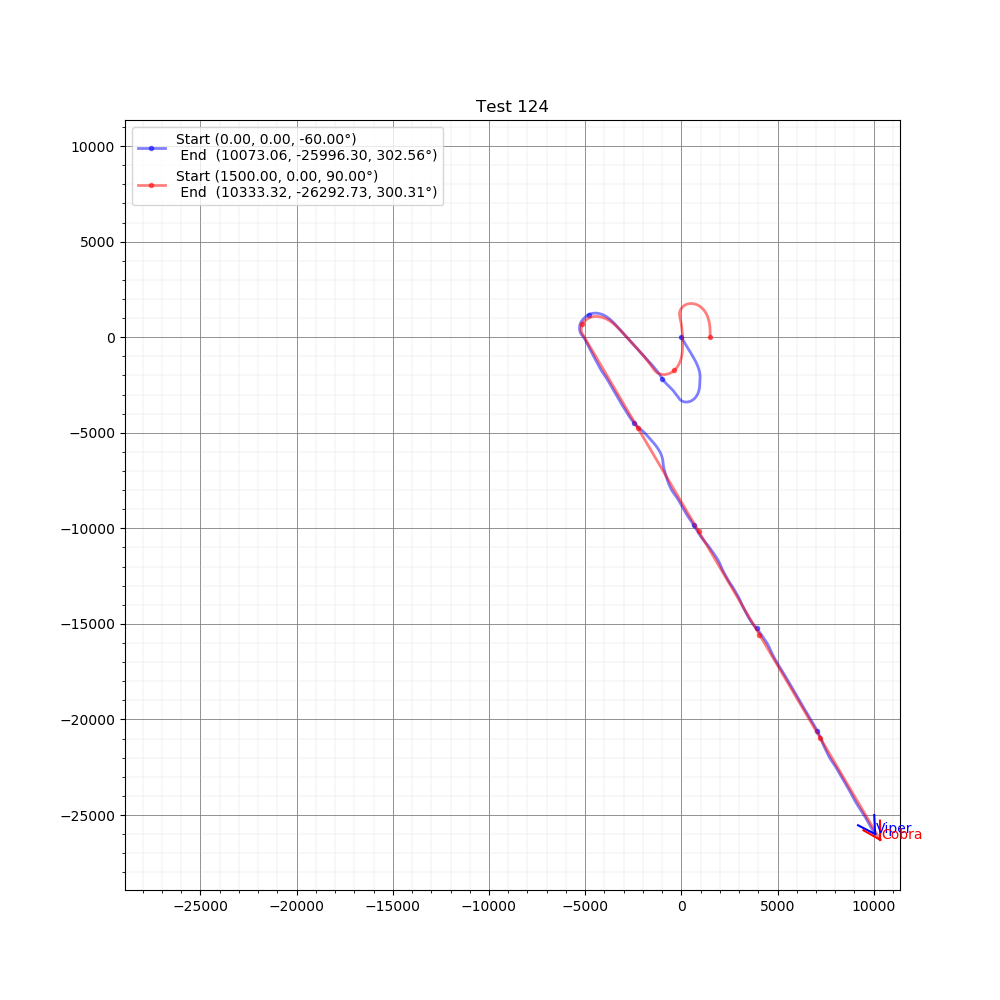 Test 124
Start (0.00, 0.00, -60.00°)
End (10073.06, -25996.30, 302.56°)
Start (1500.00, 0.00, 90.00°)
End (10333.32, -26292.73, 300.31°)
10000
5000
0
−5000
−10000
−15000
−20000
−25000
Viper
Cobra
−25000 −20000 −15000 −10000 −5000 0 5000 10000